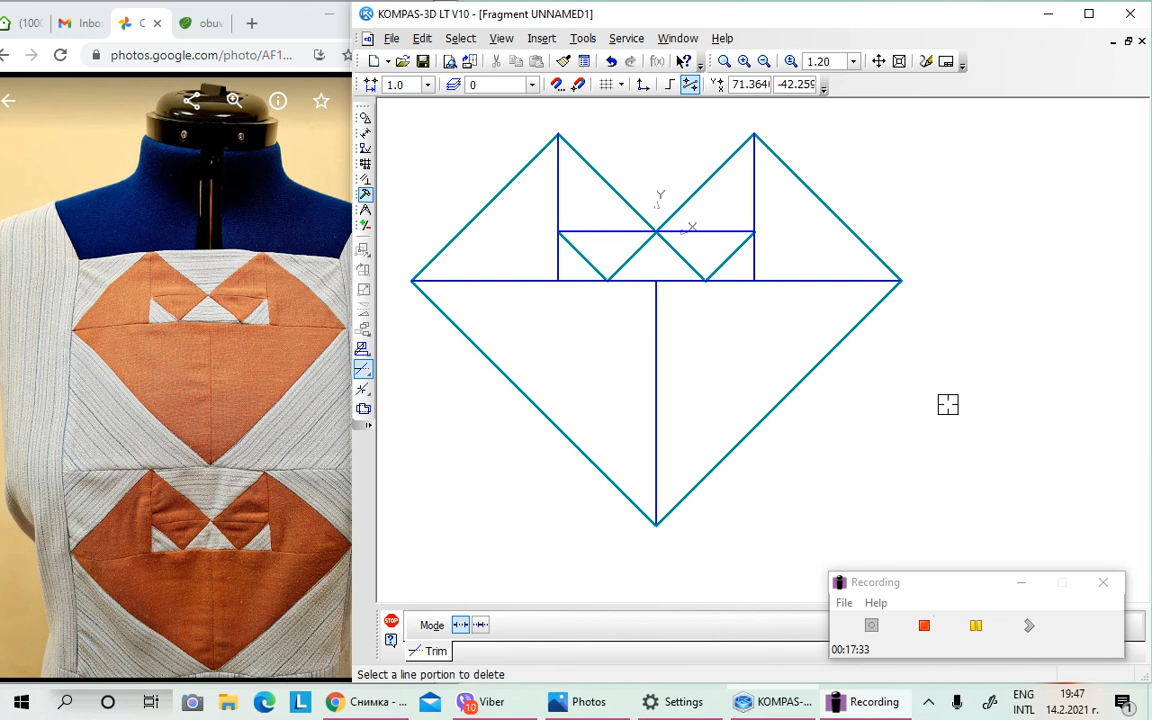 (100(
Inbo
C
obuv
photos.google.com/photo/AF1...
KOMPAS-3D LT V10 - [Fragment UNNAMED1]
File Edit Select View Insert Tools Service Window Help
f(x) 1.20
1.0 0 71.364 -42.259
Y
X
Recording
File Help
00:17:33
STOP
Mode
Trim
Select a line portion to delete
L Снимка - ... 10 Viber Photos Settings KOMPAS-... Recording
ENG
INTL
19:47
14.2.2021 г.
1